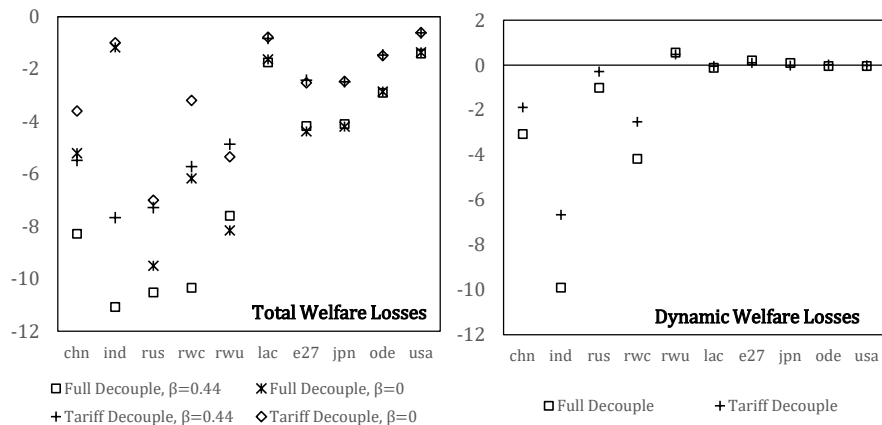 0
-2
-4
-6
-8
-10
-12
Total Welfare Losses
chn ind rus rwc rwu lac e27 jpn ode usa
Full Decouple, β=0.44
Full Decouple, β=0
Tariff Decouple, β=0.44
Tariff Decouple, β=0
2
0
-2
-4
-6
-8
-10
-12
Dynamic Welfare Losses
chn ind rus rwc rwu lac e27 jpn ode usa
Full Decouple
Tariff Decouple